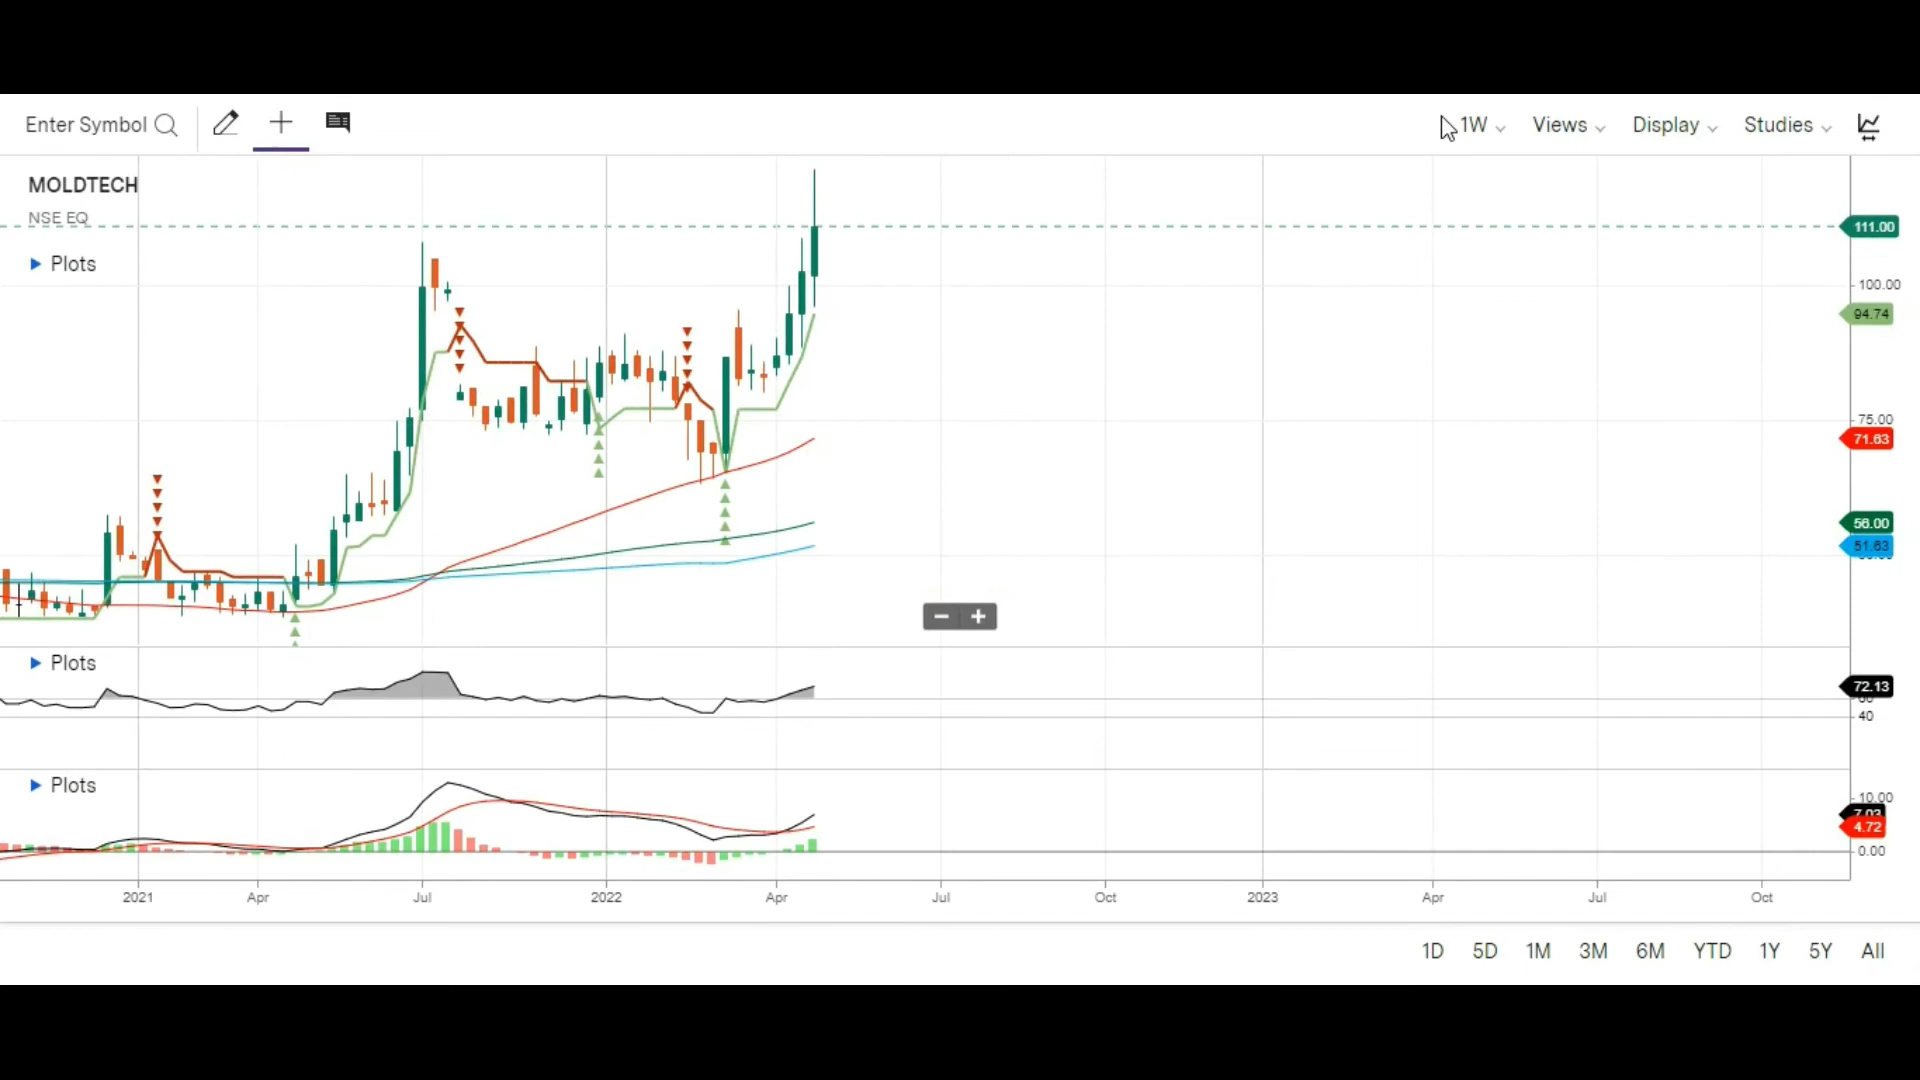 Enter Symbol
1W Views Display Studies
MOLDTECH
NSE EQ
Plots
111.00
100.00
94.74
75.00
71.63
56.00
51.63
Plots
72.13
40
Plots
10.00
4.72
0.00
2021 Apr Jul 2022 Apr Jul Oct 2023 Apr Jul Oct
1D 5D 1M 3M 6M YTD 1Y 5Y All